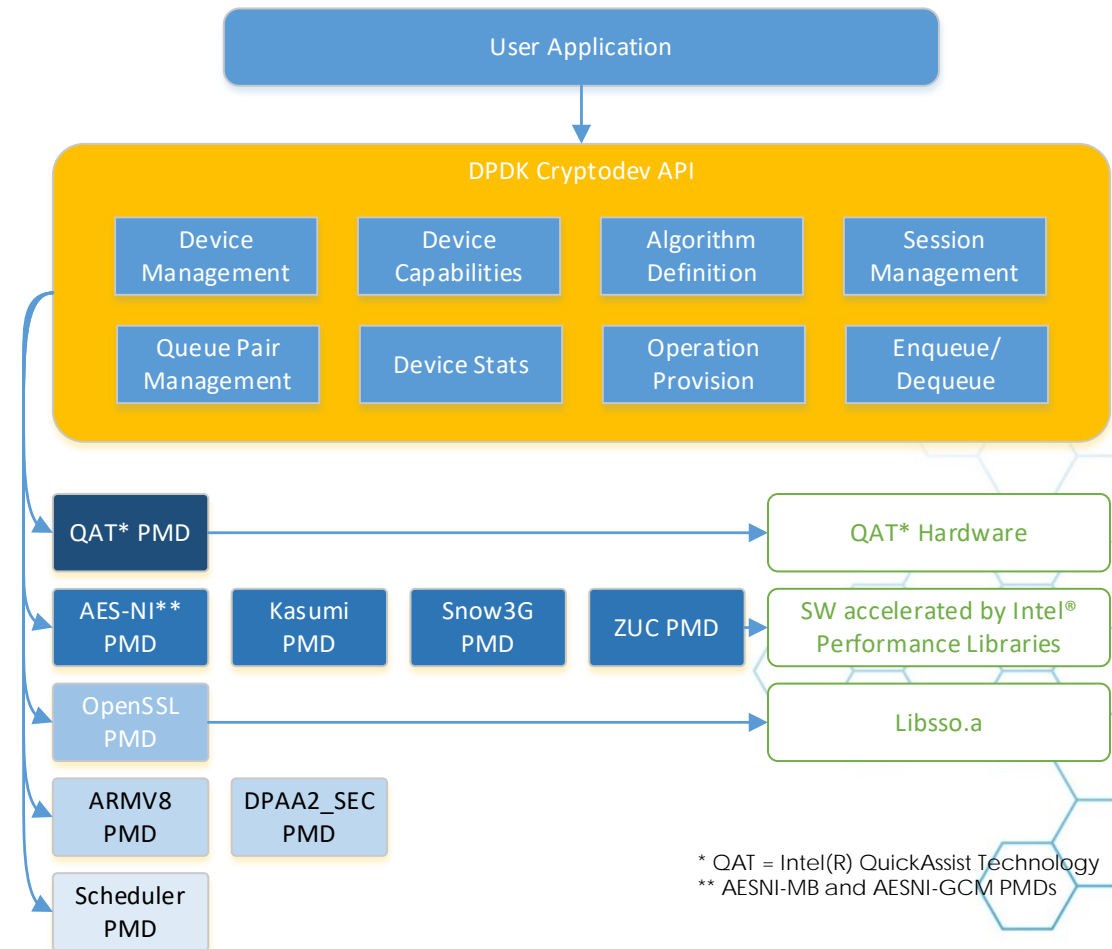 User Application
DPDK Cryptodev API
Device
Management
Device
Capabilities
Algorithm
Definition
Session
Management
Queue Pair
Management
Device Stats
Operation
Provision
Enqueue/
Dequeue
QAT* PMD
QAT* Hardware
AES-NI**
PMD
Kasumi
PMD
Snow3G
PMD
ZUC PMD
SW accelerated by Intel®
Performance Libraries
OpenSSL
PMD
Libsso.a
ARMV8
PMD
DPAA2_SEC
PMD
Scheduler
PMD
* QAT = Intel(R) QuickAssist Technology
** AESNI-MB and AESNI-GCM PMDs